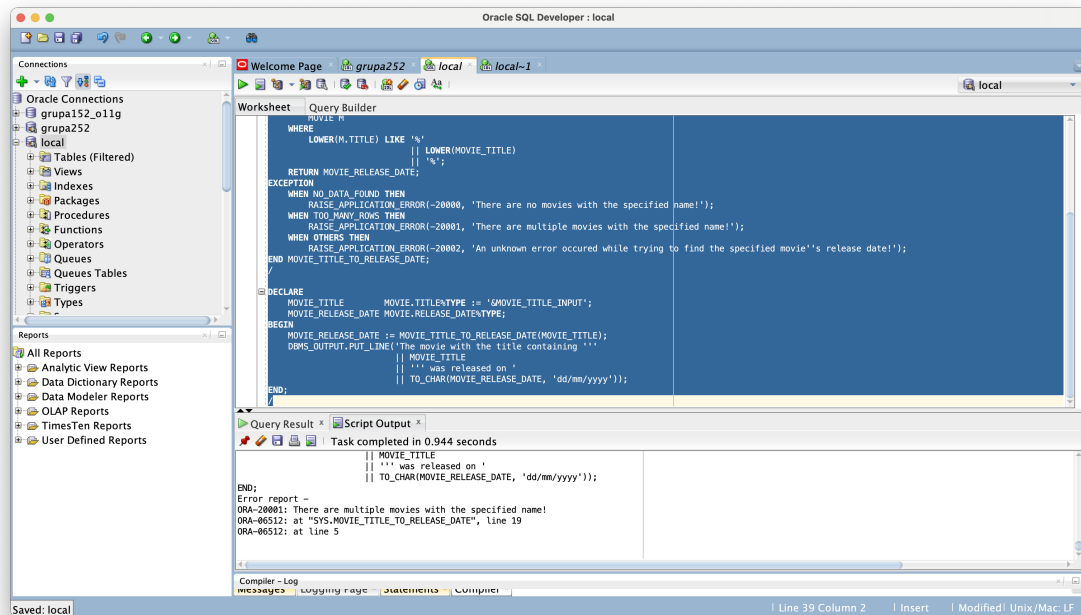 Oracle SQL Developer : local
Connections
Oracle Connections
grupa152_o11g
grupa252
local
Tables (Filtered)
Views
Indexes
Packages
Procedures
Functions
Operators
Queues
Queues Tables
Triggers
Types
Reports
All Reports
Analytic View Reports
Data Dictionary Reports
Data Modeler Reports
OLAP Reports
TimesTen Reports
User Defined Reports
Welcome Page
grupa252
local
local~1
local
Worksheet
Query Builder
MOVIE M
WHERE
LOWER(M.TITLE) LIKE '%'
|| LOWER(MOVIE_TITLE)
|| '%';
RETURN MOVIE_RELEASE_DATE;
EXCEPTION
WHEN NO_DATA_FOUND THEN
RAISE_APPLICATION_ERROR(-20000, 'There are no movies with the specified name!');
WHEN TOO_MANY_ROWS THEN
RAISE_APPLICATION_ERROR(-20001, 'There are multiple movies with the specified name!');
WHEN OTHERS THEN
RAISE_APPLICATION_ERROR(-20002, 'An unknown error occured while trying to find the specified movie''s release date!');
END MOVIE_TITLE_TO_RELEASE_DATE;
/
DECLARE
MOVIE_TITLE MOVIE.TITLE%TYPE := '&MOVIE_TITLE_INPUT';
MOVIE_RELEASE_DATE MOVIE.RELEASE_DATE%TYPE;
BEGIN
MOVIE_RELEASE_DATE := MOVIE_TITLE_TO_RELEASE_DATE(MOVIE_TITLE);
DBMS_OUTPUT.PUT_LINE('The movie with the title containing '''
|| MOVIE_TITLE
|| ''' was released on '
|| TO_CHAR(MOVIE_RELEASE_DATE, 'dd/mm/yyyy'));
END;
/
Query Result
Script Output
Task completed in 0.944 seconds
|| MOVIE_TITLE
|| ''' was released on '
|| TO_CHAR(MOVIE_RELEASE_DATE, 'dd/mm/yyyy'));
END;
Error report -
ORA-20001: There are multiple movies with the specified name!
ORA-06512: at "SYS.MOVIE_TITLE_TO_RELEASE_DATE", line 19
ORA-06512: at line 5
Compiler - Log
Messages
Logging Page
Statements
Compiler
Saved: local
Line 39 Column 2
Insert
Modified
Unix/Mac: LF